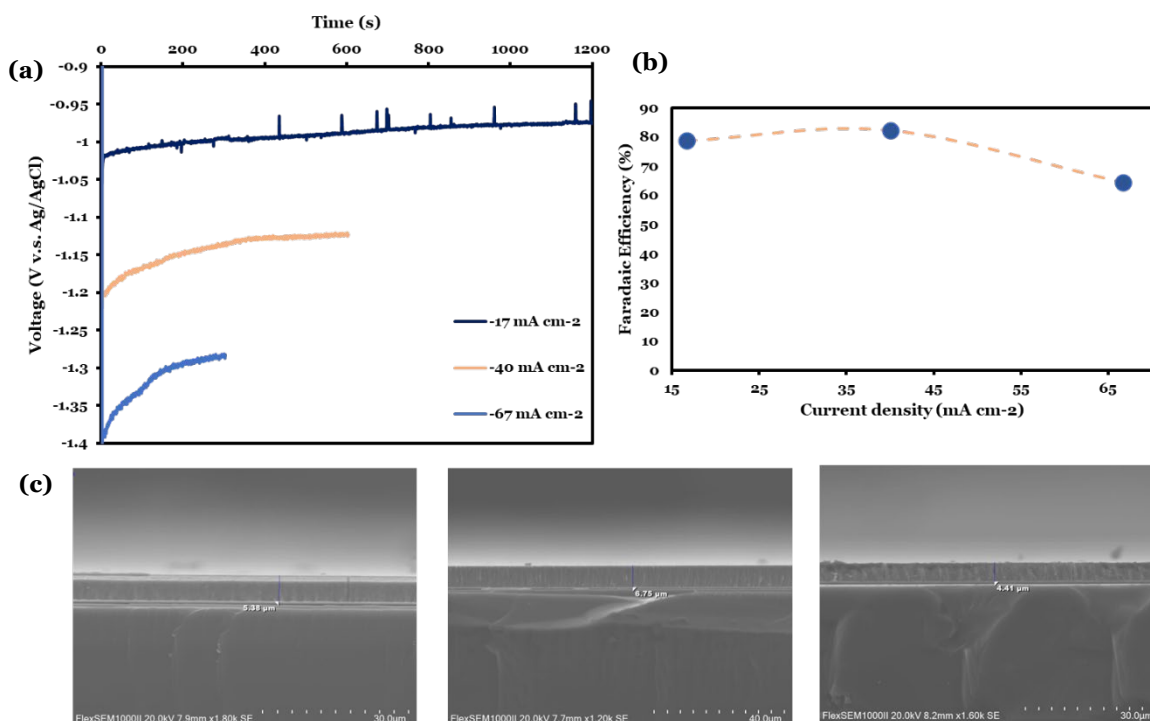 Time (s)
(a)
0 200 400 600 800 1000 1200
-0.9
-0.95
-1
-1.05
-1.1
-1.15
-1.2
-1.25
-1.3
-1.35
-1.4
Voltage (V v.s. Ag/AgCl)
-17 mA cm-2
-40 mA cm-2
-67 mA cm-2
(b)
90
80
70
60
50
40
30
20
10
0
Faradaic Efficiency (%)
15 25 35 45 55 65
Current density (mA cm-2)
(c)
5.38 µm
FlexSEM1000II 20.0kV 7.9mm x1.80k SE 30.0µm
6.75 µm
FlexSEM1000II 20.0kV 7.7mm x1.20k SE 40.0µm
4.41 µm
FlexSEM1000II 20.0kV 8.2mm x1.60k SE 30.0µm